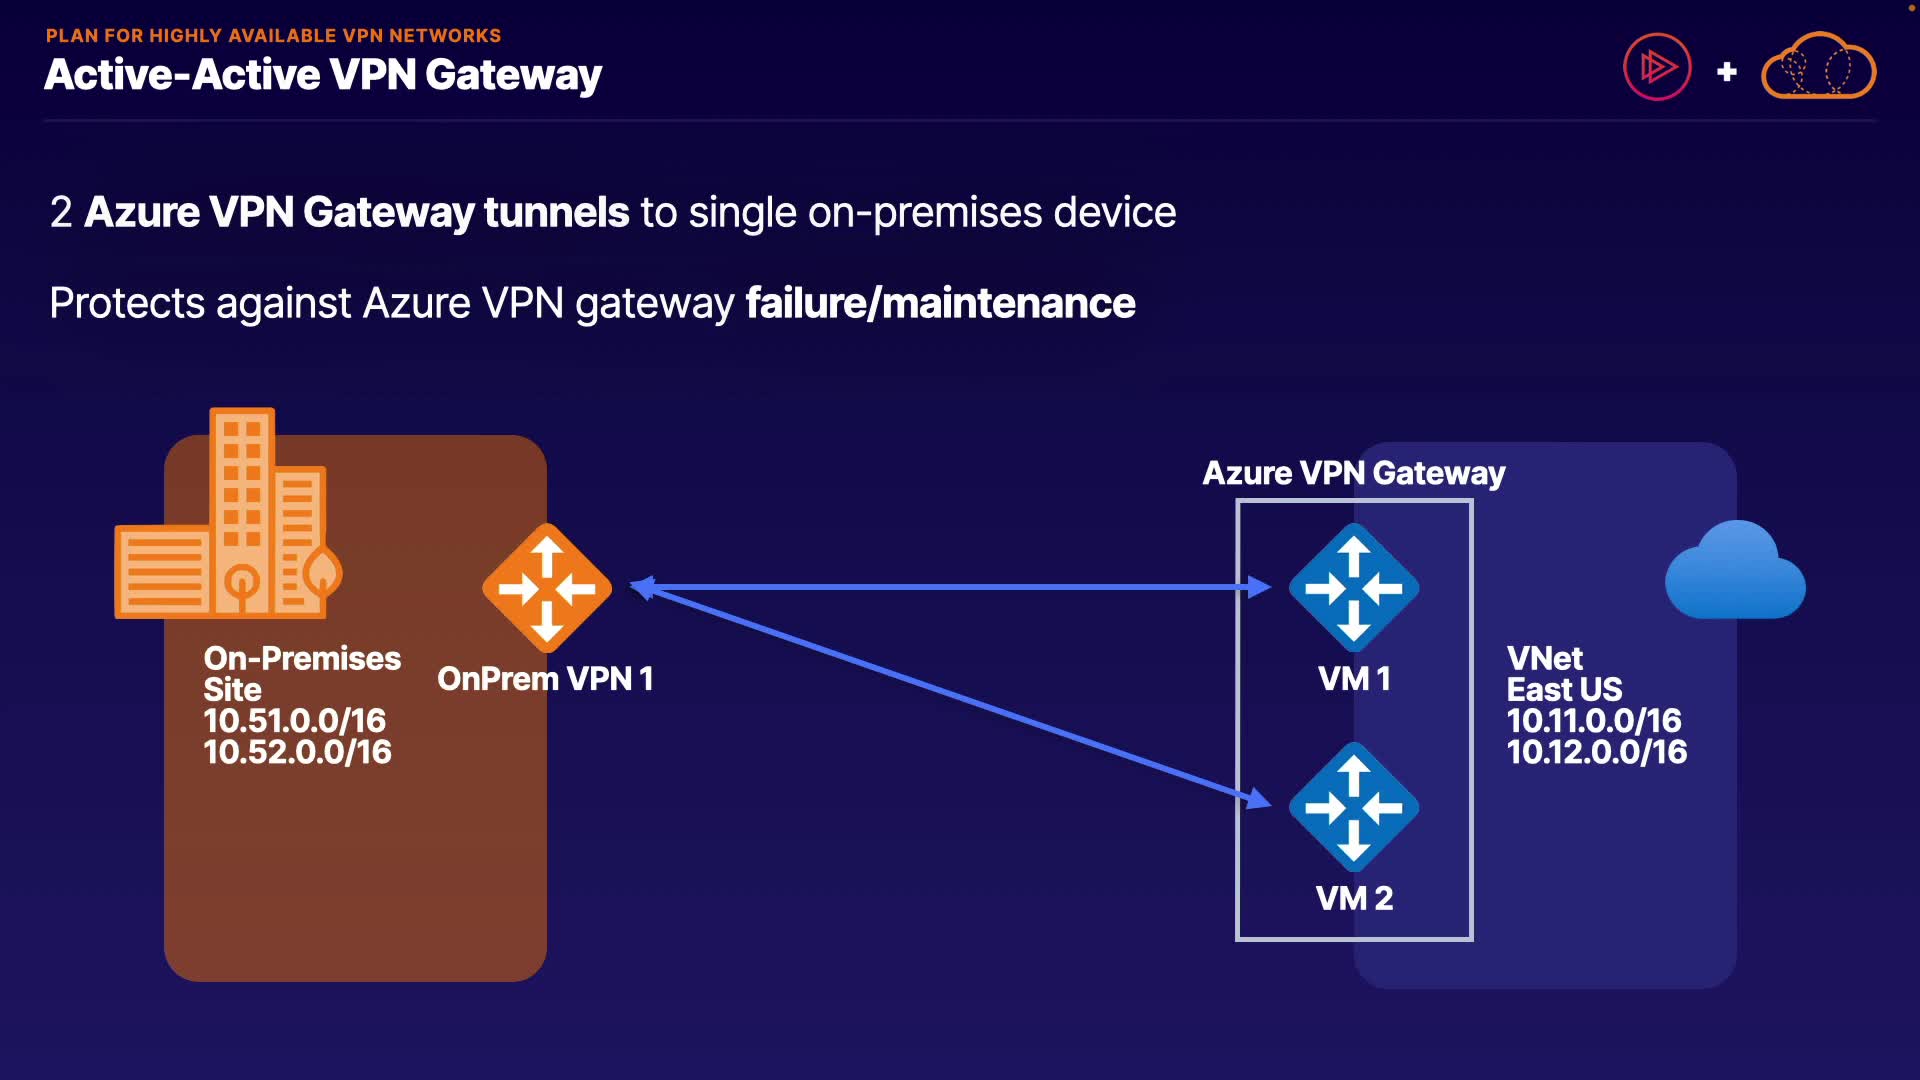 PLAN FOR HIGHLY AVAILABLE VPN NETWORKS
Active-Active VPN Gateway
2 Azure VPN Gateway tunnels to single on-premises device
Protects against Azure VPN gateway failure/maintenance
Azure VPN Gateway
On-Premises
Site
10.51.0.0/16
10.52.0.0/16
OnPrem VPN 1
VM 1
VM 2
VNet
East US
10.11.0.0/16
10.12.0.0/16